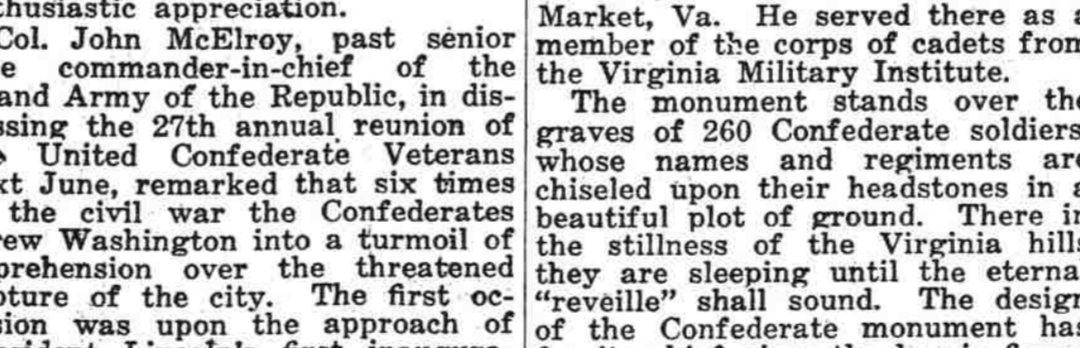 thusiastic appreciation.
Col. John McElroy, past senior
e commander-in-chief of the
and Army of the Republic, in dis-
ssing the 27th annual reunion of
United Confederate Veterans
xt June, remarked that six times
the civil war the Confederates
rew Washington into a turmoil of
prehension over the threatened
pture of the city. The first oc-
sion was upon the approach of
Market, Va. He served there as a
member of the corps of cadets from
the Virginia Military Institute.
The monument stands over the
graves of 260 Confederate soldiers
whose names and regiments are
chiseled upon their headstones in a
beautiful plot of ground. There in
the stillness of the Virginia hills
they are sleeping until the eternal
“reveille” shall sound. The design
of the Confederate monument has